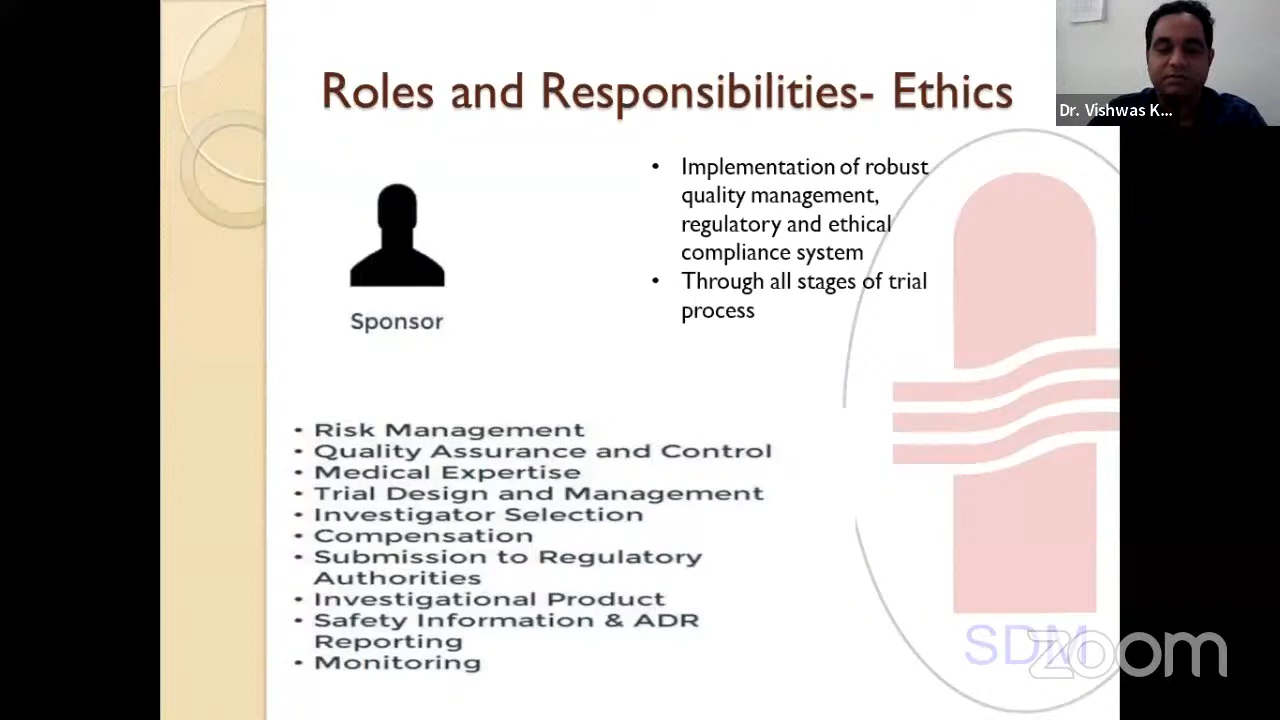 Roles and Responsibilities- Ethics
Dr. Vishwas K...
• Implementation of robust
quality management,
regulatory and ethical
compliance system
• Through all stages of trial
process
Sponsor
• Risk Management
• Quality Assurance and Control
• Medical Expertise
• Trial Design and Management
• Investigator Selection
• Compensation
• Submission to Regulatory
Authorities
• Investigational Product
• Safety Information & ADR
Reporting
• Monitoring
SDM
zoom